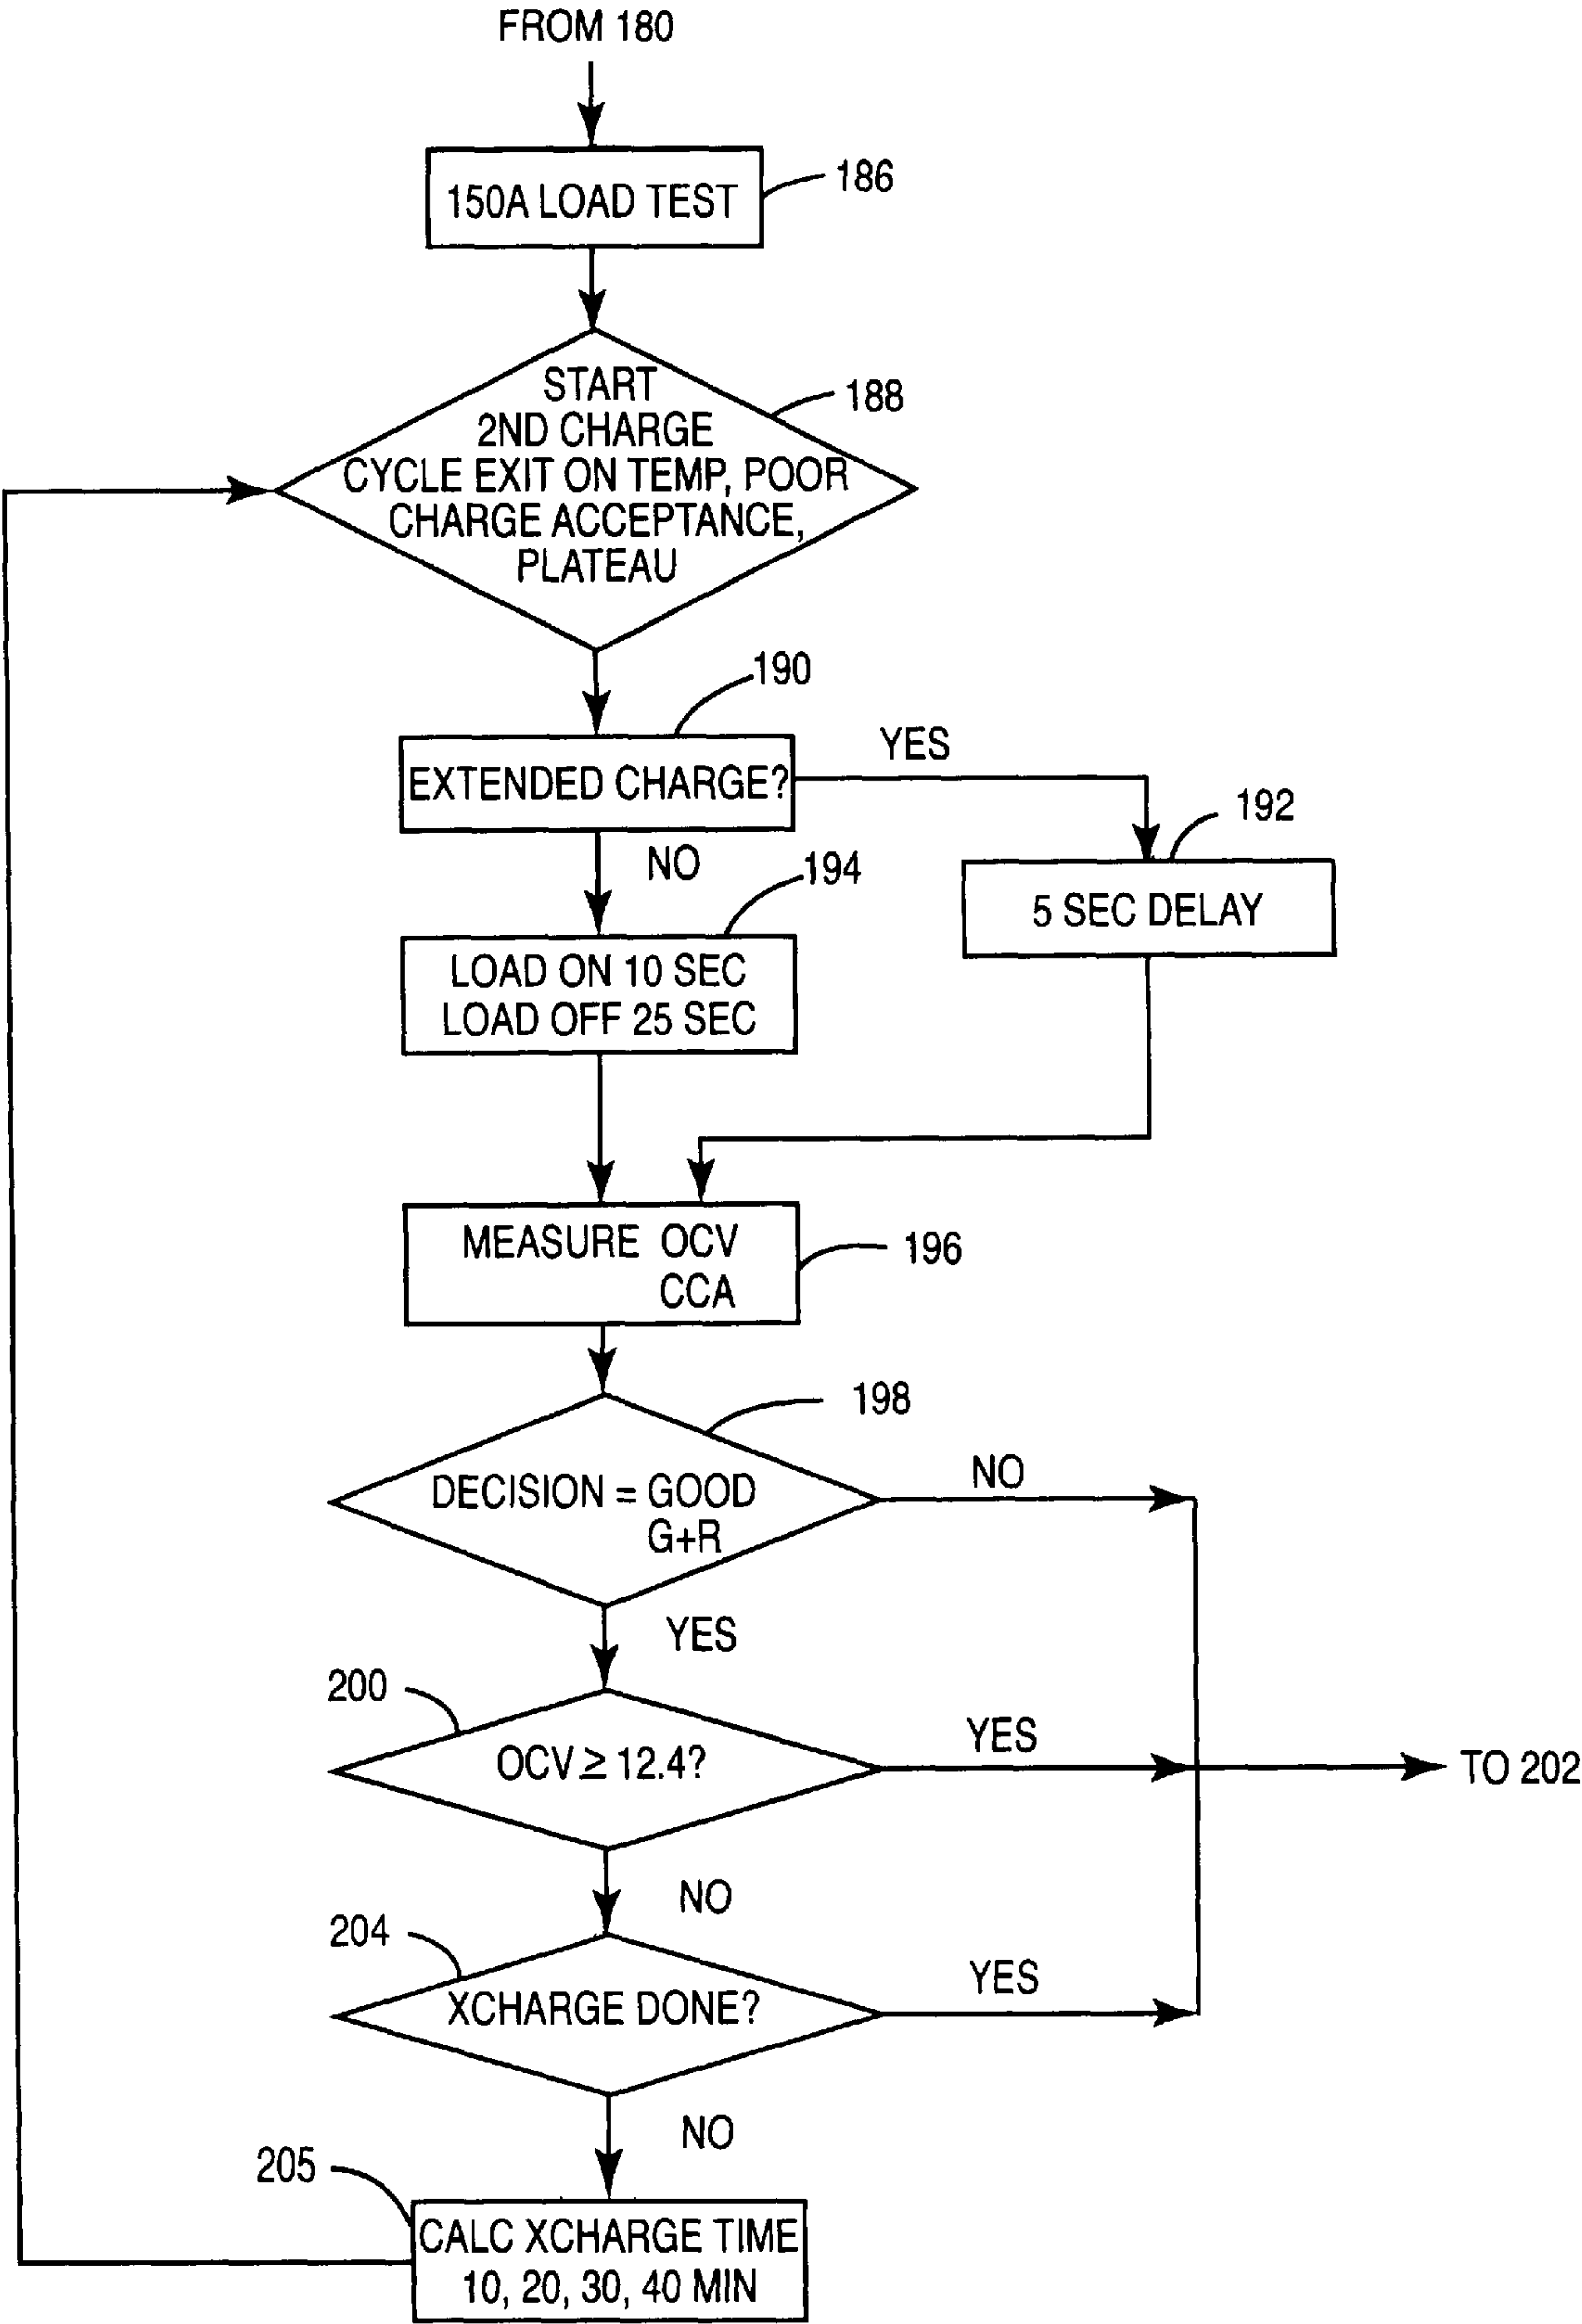 FROM 180
150A LOAD TEST
186
START
2ND CHARGE
CYCLE EXIT ON TEMP, POOR
CHARGE ACCEPTANCE,
PLATEAU
188
190
EXTENDED CHARGE?
YES
192
5 SEC DELAY
NO
194
LOAD ON 10 SEC
LOAD OFF 25 SEC
MEASURE OCV
CCA
196
198
DECISION = GOOD
G+R
NO
YES
200
OCV ≥ 12.4?
YES
TO 202
NO
204
XCHARGE DONE?
YES
NO
205
CALC XCHARGE TIME
10, 20, 30, 40 MIN